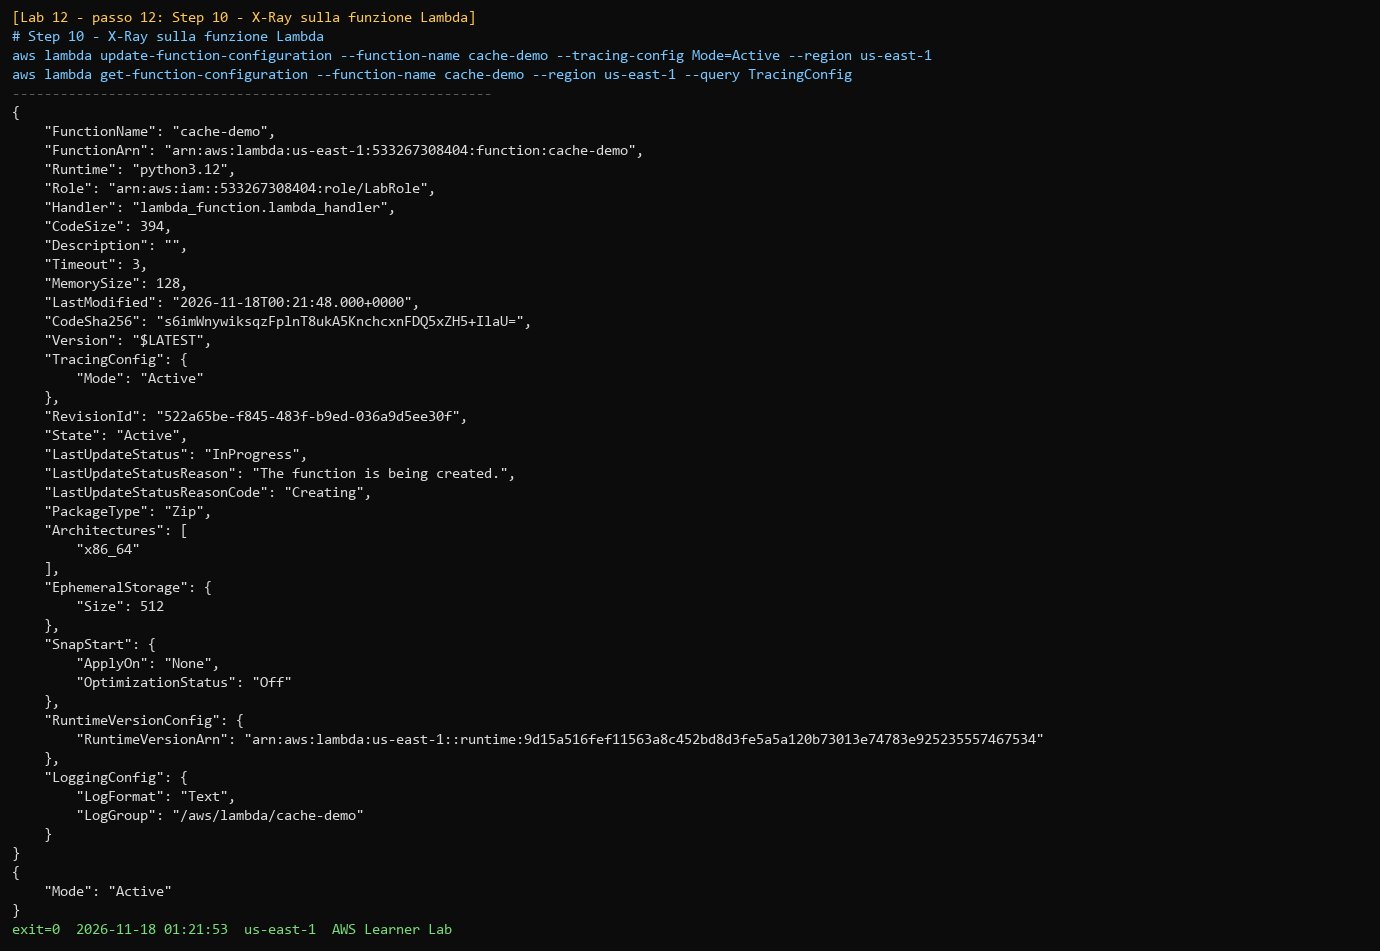 [Lab 12 - passo 12: Step 10 - X-Ray sulla funzione Lambda]
# Step 10 - X-Ray sulla funzione Lambda
aws lambda update-function-configuration --function-name cache-demo --tracing-config Mode=Active --region us-east-1
aws lambda get-function-configuration --function-name cache-demo --region us-east-1 --query TracingConfig
------------------------------------------------------------
{
    "FunctionName": "cache-demo",
    "FunctionArn": "arn:aws:lambda:us-east-1:533267308404:function:cache-demo",
    "Runtime": "python3.12",
    "Role": "arn:aws:iam::533267308404:role/LabRole",
    "Handler": "lambda_function.lambda_handler",
    "CodeSize": 394,
    "Description": "",
    "Timeout": 3,
    "MemorySize": 128,
    "LastModified": "2026-11-18T00:21:48.000+0000",
    "CodeSha256": "s6imWnywiksqzFplnT8ukA5KnchcxnFDQ5xZH5+IlaU=",
    "Version": "$LATEST",
    "TracingConfig": {
        "Mode": "Active"
    },
    "RevisionId": "522a65be-f845-483f-b9ed-036a9d5ee30f",
    "State": "Active",
    "LastUpdateStatus": "InProgress",
    "LastUpdateStatusReason": "The function is being created.",
    "LastUpdateStatusReasonCode": "Creating",
    "PackageType": "Zip",
    "Architectures": [
        "x86_64"
    ],
    "EphemeralStorage": {
        "Size": 512
    },
    "SnapStart": {
        "ApplyOn": "None",
        "OptimizationStatus": "Off"
    },
    "RuntimeVersionConfig": {
        "RuntimeVersionArn": "arn:aws:lambda:us-east-1::runtime:9d15a516fef11563a8c452bd8d3fe5a5a120b73013e74783e925235557467534"
    },
    "LoggingConfig": {
        "LogFormat": "Text",
        "LogGroup": "/aws/lambda/cache-demo"
    }
}
{
    "Mode": "Active"
}
exit=0  2026-11-18 01:21:53  us-east-1  AWS Learner Lab